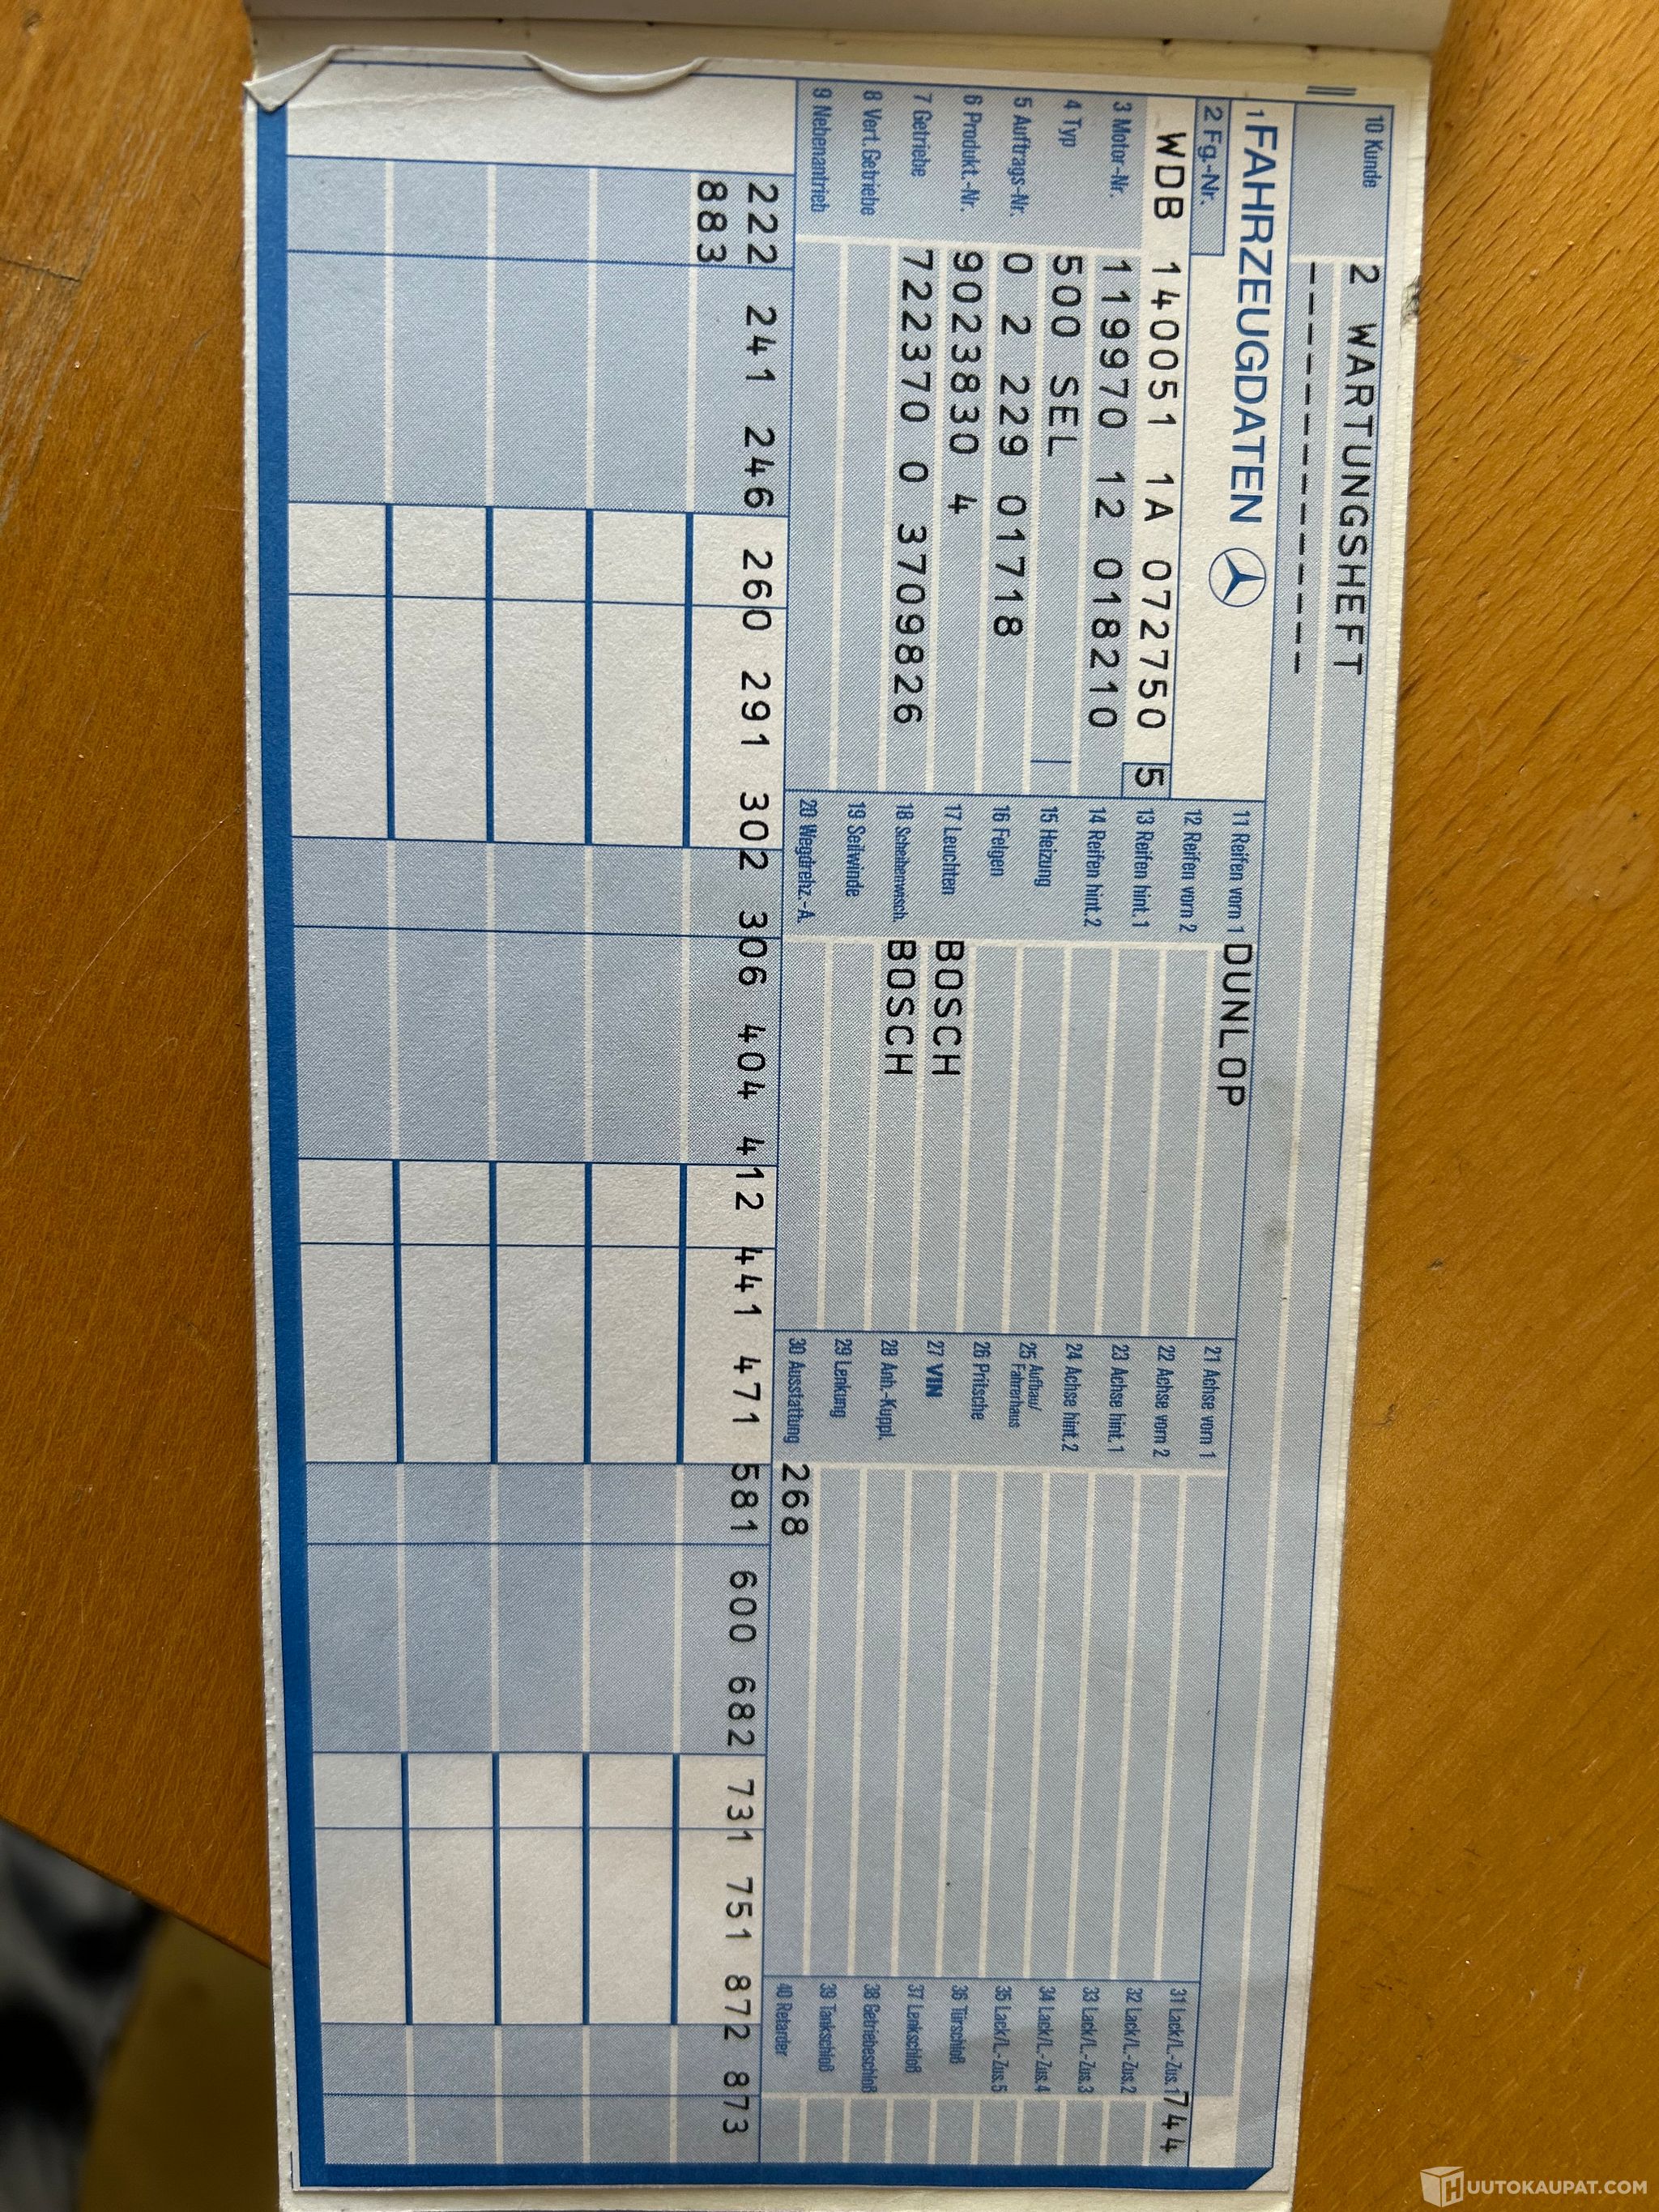 10 Kunde 2 WARTUNGSHEFT
-----------------
1 FAHRZEUGDATEN
2 Fg.-Nr.
WDB 140051 1A 072750 5
3 Motor-Nr. 119970 12 018210
4 Typ 500 SEL
5 Auftrags-Nr. 0 2 229 01718
6 Produkt.-Nr. 9023830 4
7 Getriebe 722370 0 3709826
8 Vert.Getriebe
9 Nebenantrieb
11 Reifen vorn 1 DUNLOP
12 Reifen vorn 2
13 Reifen hint.1
14 Reifen hint.2
15 Heizung
16 Felgen
17 Leuchten BOSCH
18 Scheibenwisch. BOSCH
19 Seilwinde
20 Wegdrehz.-A.
21 Achse vorn 1
22 Achse vorn 2
23 Achse hint.1
24 Achse hint.2
25 Aufbau/
Fahrerhaus
26 Pritsche
27 VIN
28 Anh.-Kuppl.
29 Lenkung
30 Ausstattung 268
31 Lack/L.-Zus.1 744
32 Lack/L.-Zus.2
33 Lack/L.-Zus.3
34 Lack/L.-Zus.4
35 Lack/L.-Zus.5
36 Türschloß
37 Lenkschloß
38 Getriebeschloß
39 Tankschloß
40 Retarder
222 241 246 260 291 302 306 404 412 441 471 581 600 682 731 751 872 873
883
HUUTOKAUPAT.COM